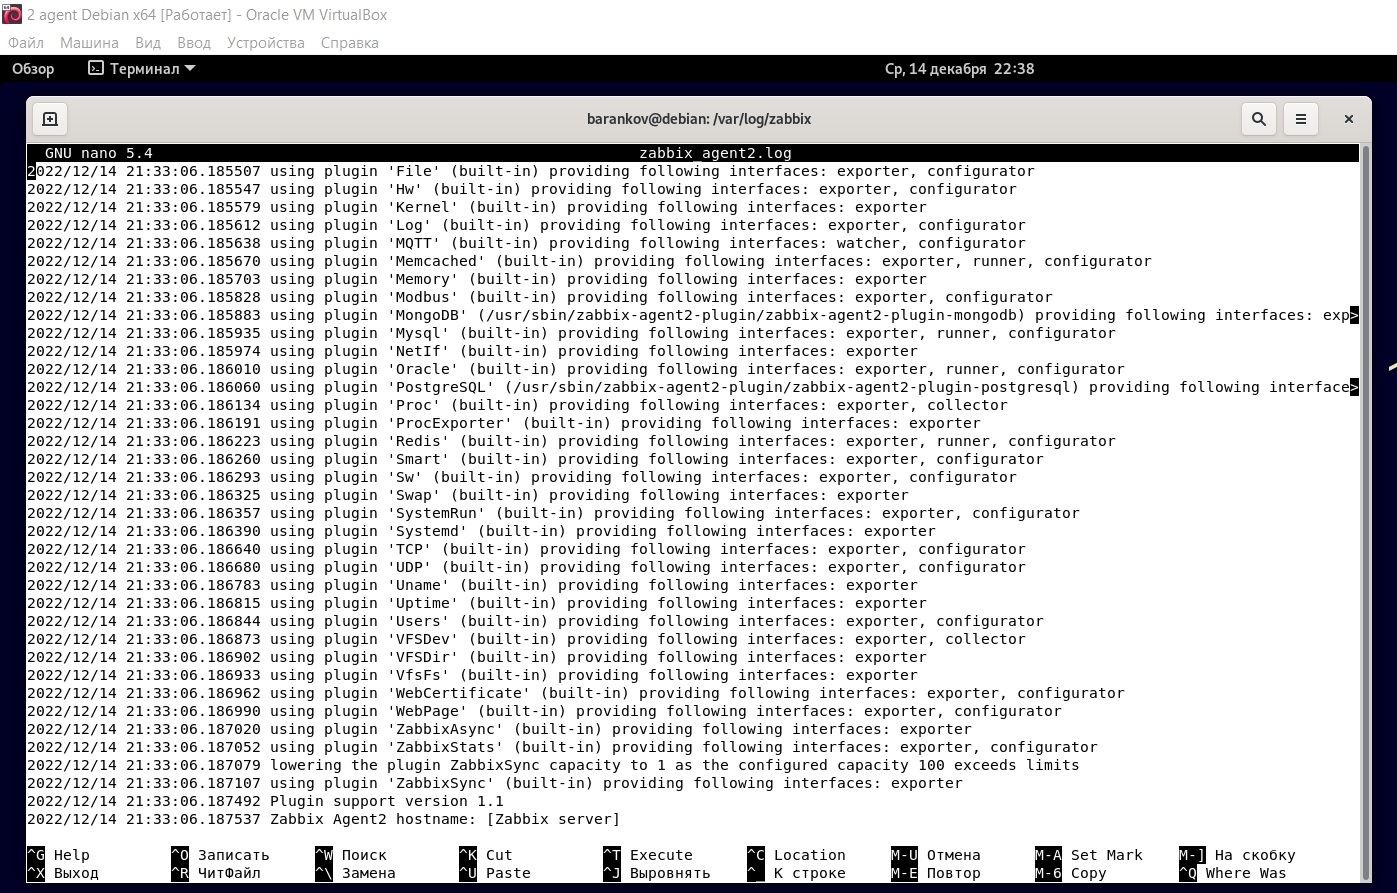 2 agent Debian x64 [Работает] - Oracle VM VirtualBox
Файл Машина Вид Ввод Устройства Справка
Обзор Терминал Ср, 14 декабря 22:38
barankov@debian: /var/log/zabbix
GNU nano 5.4 zabbix_agent2.log
2022/12/14 21:33:06.185507 using plugin 'File' (built-in) providing following interfaces: exporter, configurator
2022/12/14 21:33:06.185547 using plugin 'Hw' (built-in) providing following interfaces: exporter, configurator
2022/12/14 21:33:06.185579 using plugin 'Kernel' (built-in) providing following interfaces: exporter
2022/12/14 21:33:06.185612 using plugin 'Log' (built-in) providing following interfaces: exporter, configurator
2022/12/14 21:33:06.185638 using plugin 'MQTT' (built-in) providing following interfaces: watcher, configurator
2022/12/14 21:33:06.185670 using plugin 'Memcached' (built-in) providing following interfaces: exporter, runner, configurator
2022/12/14 21:33:06.185703 using plugin 'Memory' (built-in) providing following interfaces: exporter
2022/12/14 21:33:06.185828 using plugin 'Modbus' (built-in) providing following interfaces: exporter, configurator
2022/12/14 21:33:06.185883 using plugin 'MongoDB' (/usr/sbin/zabbix-agent2-plugin/zabbix-agent2-plugin-mongodb) providing following interfaces: exp>
2022/12/14 21:33:06.185935 using plugin 'Mysql' (built-in) providing following interfaces: exporter, runner, configurator
2022/12/14 21:33:06.185974 using plugin 'NetIf' (built-in) providing following interfaces: exporter
2022/12/14 21:33:06.186010 using plugin 'Oracle' (built-in) providing following interfaces: exporter, runner, configurator
2022/12/14 21:33:06.186060 using plugin 'PostgreSQL' (/usr/sbin/zabbix-agent2-plugin/zabbix-agent2-plugin-postgresql) providing following interface>
2022/12/14 21:33:06.186134 using plugin 'Proc' (built-in) providing following interfaces: exporter, collector
2022/12/14 21:33:06.186191 using plugin 'ProcExporter' (built-in) providing following interfaces: exporter
2022/12/14 21:33:06.186223 using plugin 'Redis' (built-in) providing following interfaces: exporter, runner, configurator
2022/12/14 21:33:06.186260 using plugin 'Smart' (built-in) providing following interfaces: exporter, configurator
2022/12/14 21:33:06.186293 using plugin 'Sw' (built-in) providing following interfaces: exporter, configurator
2022/12/14 21:33:06.186325 using plugin 'Swap' (built-in) providing following interfaces: exporter
2022/12/14 21:33:06.186357 using plugin 'SystemRun' (built-in) providing following interfaces: exporter, configurator
2022/12/14 21:33:06.186390 using plugin 'Systemd' (built-in) providing following interfaces: exporter
2022/12/14 21:33:06.186640 using plugin 'TCP' (built-in) providing following interfaces: exporter, configurator
2022/12/14 21:33:06.186680 using plugin 'UDP' (built-in) providing following interfaces: exporter, configurator
2022/12/14 21:33:06.186783 using plugin 'Uname' (built-in) providing following interfaces: exporter
2022/12/14 21:33:06.186815 using plugin 'Uptime' (built-in) providing following interfaces: exporter
2022/12/14 21:33:06.186844 using plugin 'Users' (built-in) providing following interfaces: exporter, configurator
2022/12/14 21:33:06.186873 using plugin 'VFSDev' (built-in) providing following interfaces: exporter, collector
2022/12/14 21:33:06.186902 using plugin 'VFSDir' (built-in) providing following interfaces: exporter
2022/12/14 21:33:06.186933 using plugin 'VfsFs' (built-in) providing following interfaces: exporter
2022/12/14 21:33:06.186962 using plugin 'WebCertificate' (built-in) providing following interfaces: exporter, configurator
2022/12/14 21:33:06.186990 using plugin 'WebPage' (built-in) providing following interfaces: exporter, configurator
2022/12/14 21:33:06.187020 using plugin 'ZabbixAsync' (built-in) providing following interfaces: exporter
2022/12/14 21:33:06.187052 using plugin 'ZabbixStats' (built-in) providing following interfaces: exporter, configurator
2022/12/14 21:33:06.187079 lowering the plugin ZabbixSync capacity to 1 as the configured capacity 100 exceeds limits
2022/12/14 21:33:06.187107 using plugin 'ZabbixSync' (built-in) providing following interfaces: exporter
2022/12/14 21:33:06.187492 Plugin support version 1.1
2022/12/14 21:33:06.187537 Zabbix Agent2 hostname: [Zabbix server]
^G Help ^O Записать ^W Поиск ^K Cut ^T Execute ^C Location M-U Отмена M-A Set Mark M-] На скобку
^X Выход ^R ЧитФайл ^\ Замена ^U Paste ^J Выровнять ^_ К строке M-E Повтор M-6 Copy ^Q Where Was